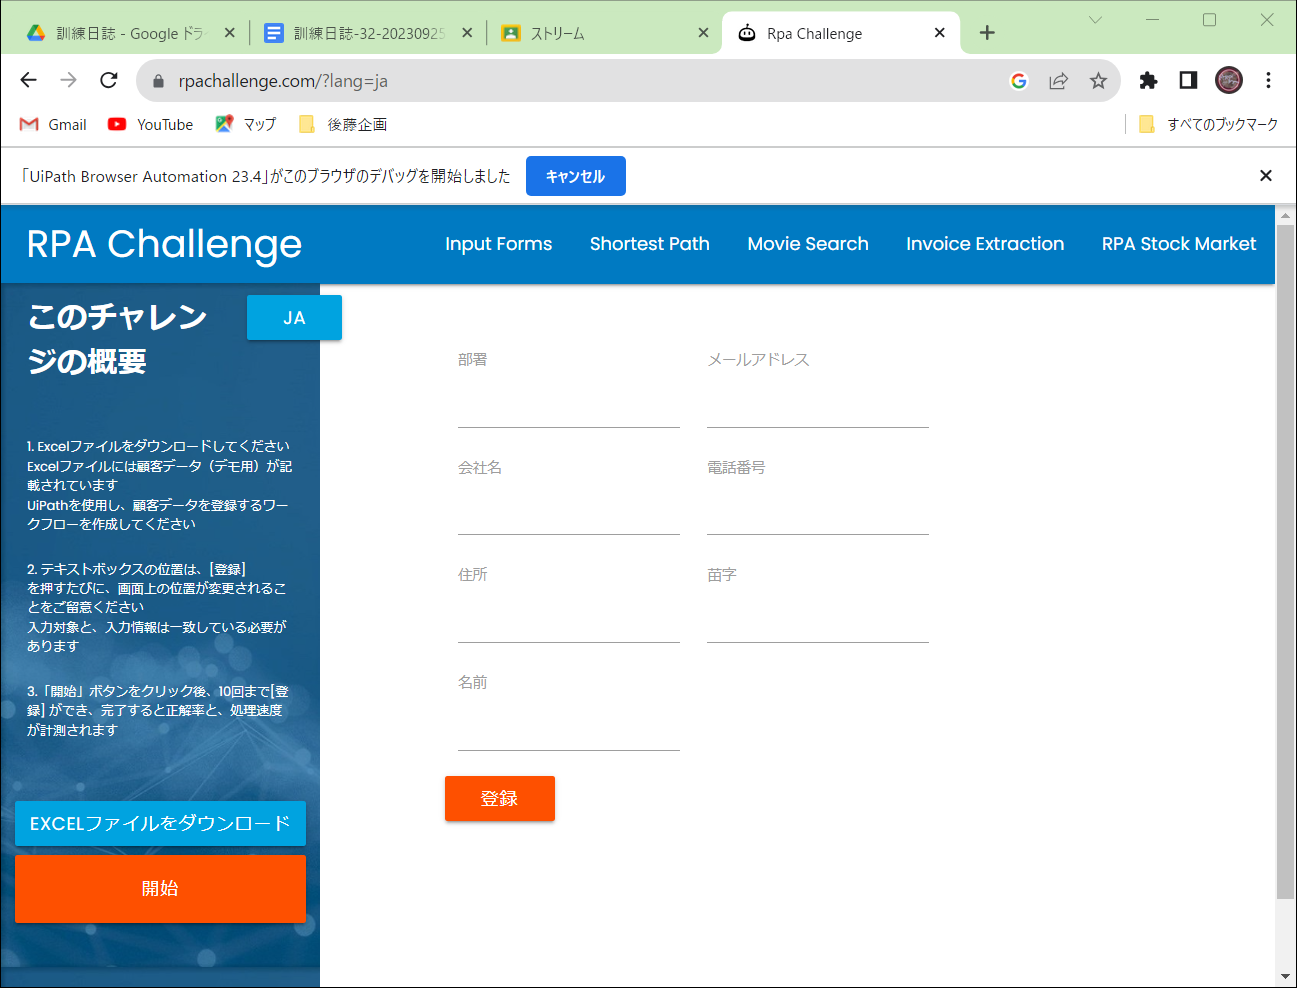 訓練日誌 - Google ドラ
訓練日誌-32-20230925
ストリーム
Rpa Challenge
rpachallenge.com/?lang=ja
Gmail
YouTube
マップ
後藤企画
すべてのブックマーク
「UiPath Browser Automation 23.4」がこのブラウザのデバッグを開始しました
キャンセル
RPA Challenge
Input Forms
Shortest Path
Movie Search
Invoice Extraction
RPA Stock Market
このチャレン
ジの概要
JA
1. Excelファイルをダウンロードしてください
Excelファイルには顧客データ（デモ用）が記
載されています
UiPathを使用し、顧客データを登録するワー
クフローを作成してください
2. テキストボックスの位置は、[登録]
を押すたびに、画面上の位置が変更されるこ
とをご留意ください
入力対象と、入力情報は一致している必要が
あります
3.「開始」ボタンをクリック後、10回まで[登
録] ができ、完了すると正解率と、処理速度
が計測されます
EXCELファイルをダウンロード
開始
部署
メールアドレス
会社名
電話番号
住所
苗字
名前
登録